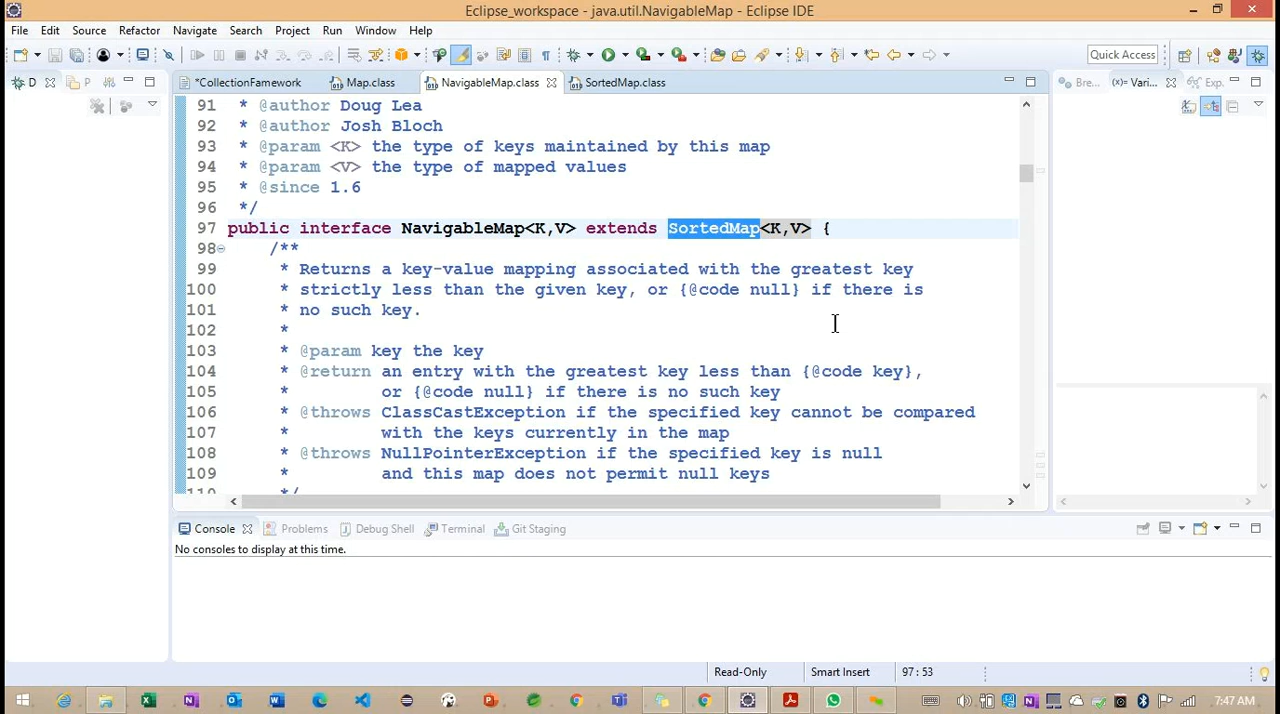 Eclipse_workspace - java.util.NavigableMap - Eclipse IDE
File Edit Source Refactor Navigate Search Project Run Window Help
Quick Access
D P *CollectionFamework Map.class NavigableMap.class SortedMap.class Bre... (x)= Vari... Exp.
91 * @author Doug Lea
92 * @author Josh Bloch
93 * @param <K> the type of keys maintained by this map
94 * @param <V> the type of mapped values
95 * @since 1.6
96 */
97 public interface NavigableMap<K,V> extends SortedMap<K,V> {
98 /**
99 * Returns a key-value mapping associated with the greatest key
100 * strictly less than the given key, or {@code null} if there is
101 * no such key.
102 *
103 * @param key the key
104 * @return an entry with the greatest key less than {@code key},
105 * or {@code null} if there is no such key
106 * @throws ClassCastException if the specified key cannot be compared
107 * with the keys currently in the map
108 * @throws NullPointerException if the specified key is null
109 * and this map does not permit null keys
110 */
Console Problems Debug Shell Terminal Git Staging
No consoles to display at this time.
Read-Only Smart Insert 97 : 53
7:47 AM